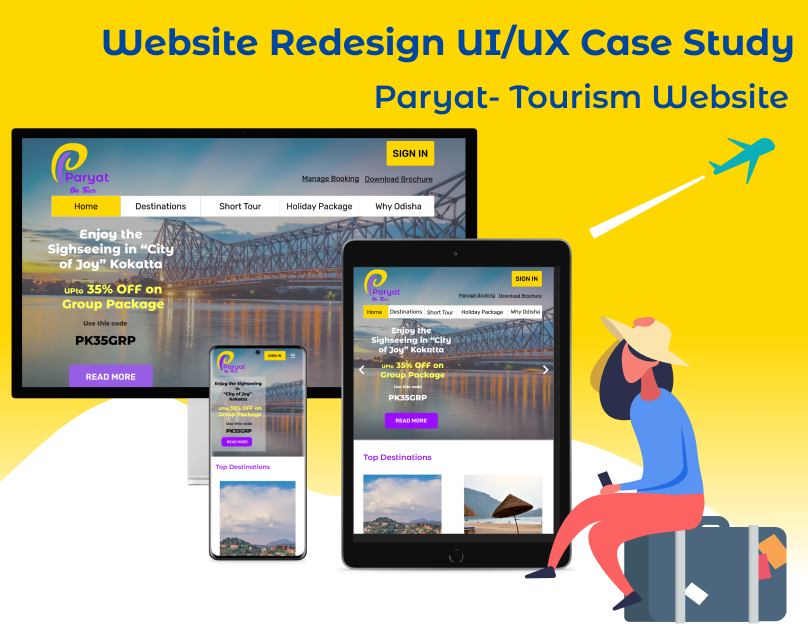 Website Redesign UI/UX Case Study
Paryat- Tourism Website
SIGN IN
Paryat
On Tour
Manage Booking Download Brochure
Home Destinations Short Tour Holiday Package Why Odisha
Enjoy the
Sighseeing in “City
of Joy” Kokatta
UPto 35% OFF on
Group Package
Use this code
PK35GRP
READ MORE
SIGN IN
Paryat
On Tour
Manage Booking Download Brochure
Home Destinations Short Tour Holiday Package Why Odisha
Enjoy the
Sighseeing in “City
of Joy” Kokatta
UPto 35% OFF on
Group Package
Use this code
PK35GRP
READ MORE
Top Destinations
SIGN IN
Paryat
On Tour
Enjoy the Sighseeing
in
“City of Joy”
Kokatta
UPto 35% OFF on
Group Package
Use this code
PK35GRP
READ MORE
Top Destinations